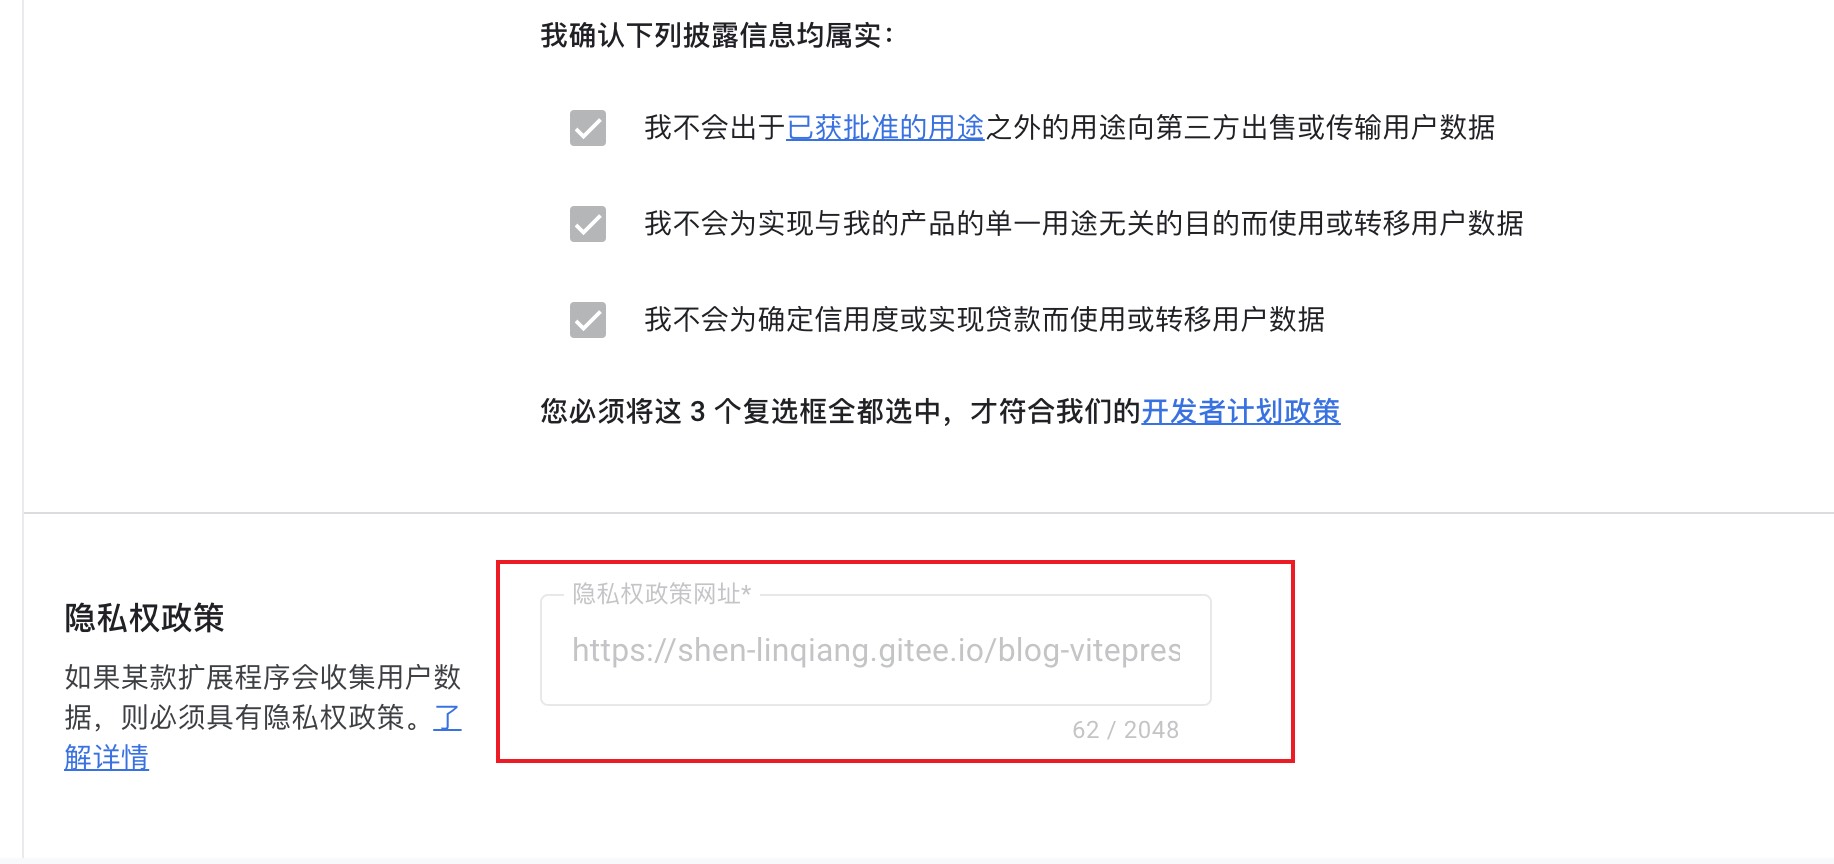 我确认下列披露信息均属实：
我不会出于已获批准的用途之外的用途向第三方出售或传输用户数据
我不会为实现与我的产品的单一用途无关的目的而使用或转移用户数据
我不会为确定信用度或实现贷款而使用或转移用户数据
您必须将这 3 个复选框全都选中，才符合我们的开发者计划政策
隐私权政策
如果某款扩展程序会收集用户数
据，则必须具有隐私权政策。了
解详情
隐私权政策网址*
https://shen-linqiang.gitee.io/blog-vitepres
62 / 2048